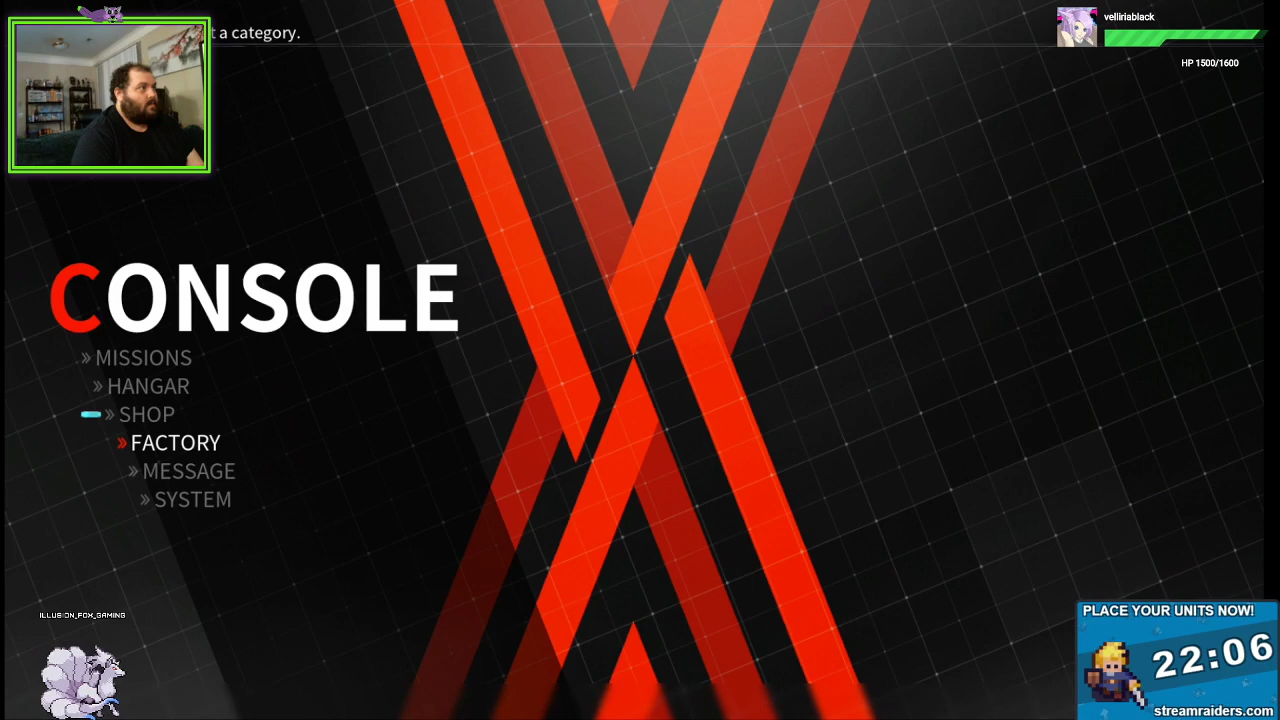 t a category.
velliriablack
HP 1500/1600
CONSOLE
» MISSIONS
» HANGAR
» SHOP
» FACTORY
» MESSAGE
» SYSTEM
ILLUSION_FOX_GAMING
PLACE YOUR UNITS NOW!
22:06
streamraiders.com